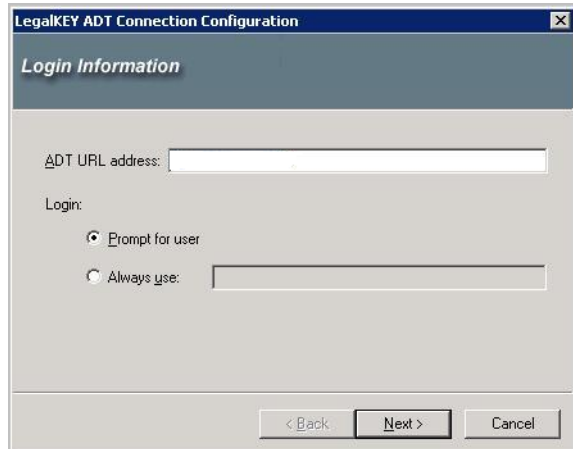 LegalKEY ADT Connection Configuration
Login Information
ADT URL address:
Login:
Prompt for user
Always use:
< Back Next > Cancel